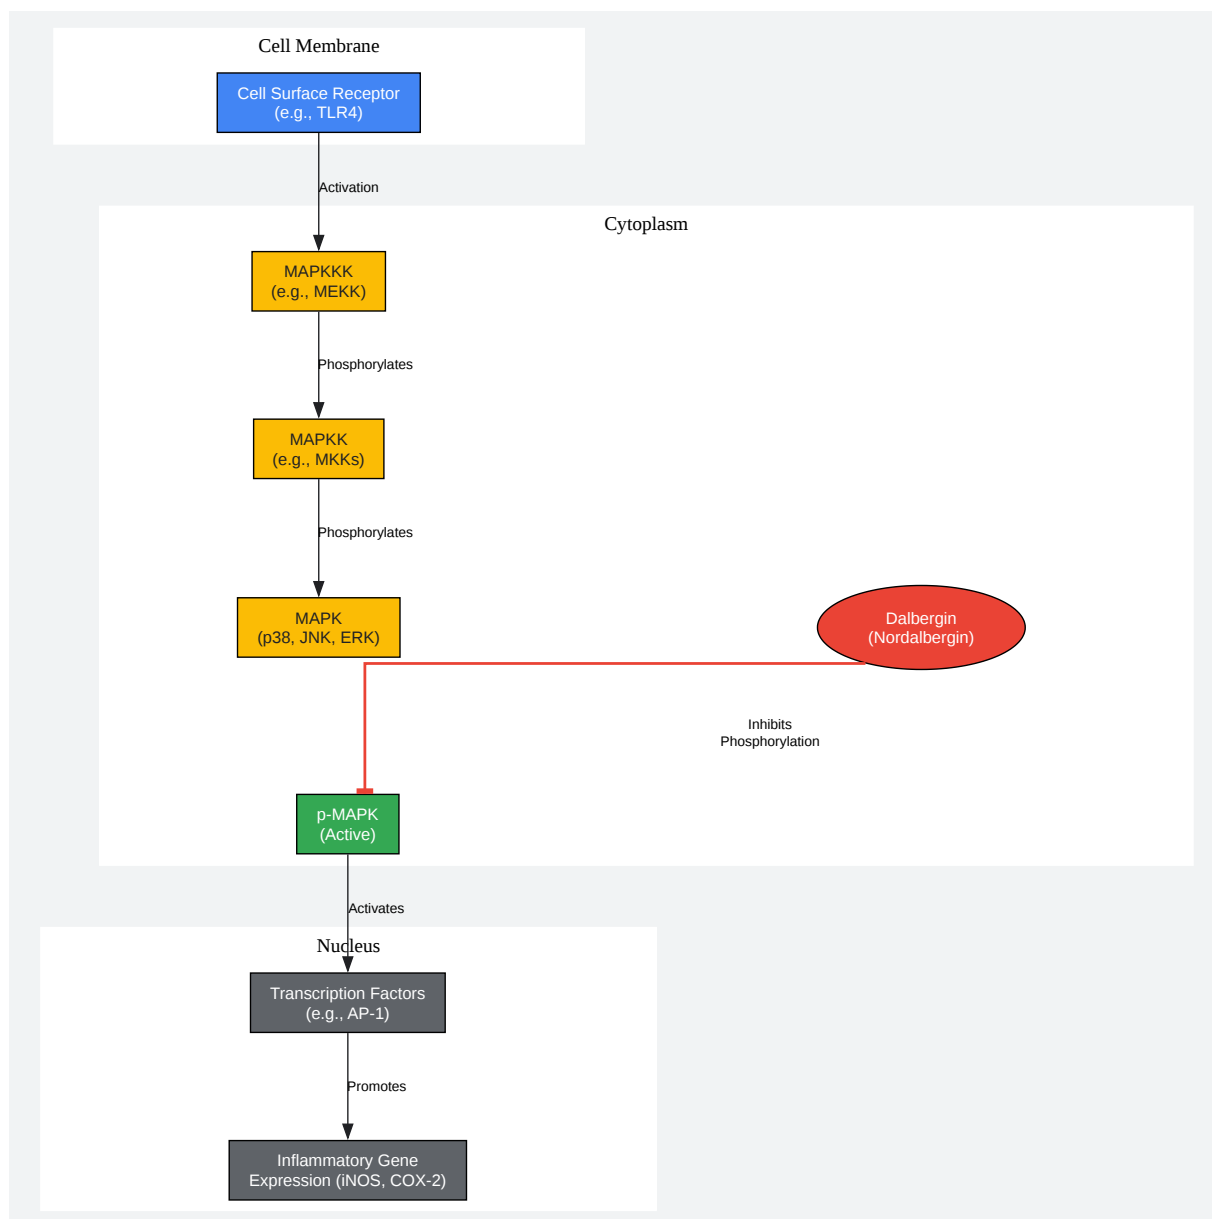 Cell Membrane
Cell Surface Receptor
(e.g., TLR4)
Activation
Cytoplasm
MAPKKK
(e.g., MEKK)
Phosphorylates
MAPKK
(e.g., MKKs)
Phosphorylates
MAPK
(p38, JNK, ERK)
Dalbergin
(Nordalbergin)
Inhibits
Phosphorylation
p-MAPK
(Active)
Activates
Nucleus
Transcription Factors
(e.g., AP-1)
Promotes
Inflammatory Gene
Expression (iNOS, COX-2)